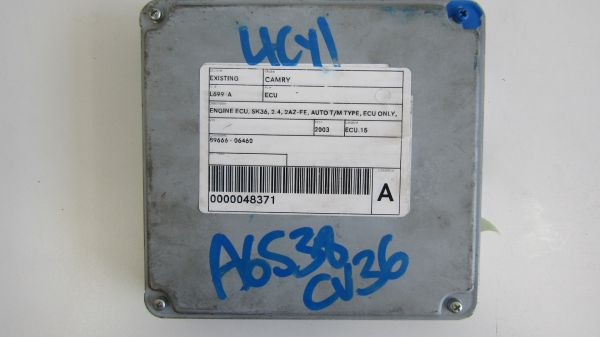 4CYl
EXISTING CAMRY
L599 A ECU
ENGINE ECU, SK36, 2.4, 2AZ-FE, AUTO T/M TYPE, ECU ONLY,
2003 ECU.15
89666-06460
0000048371 A
A6538
CV36